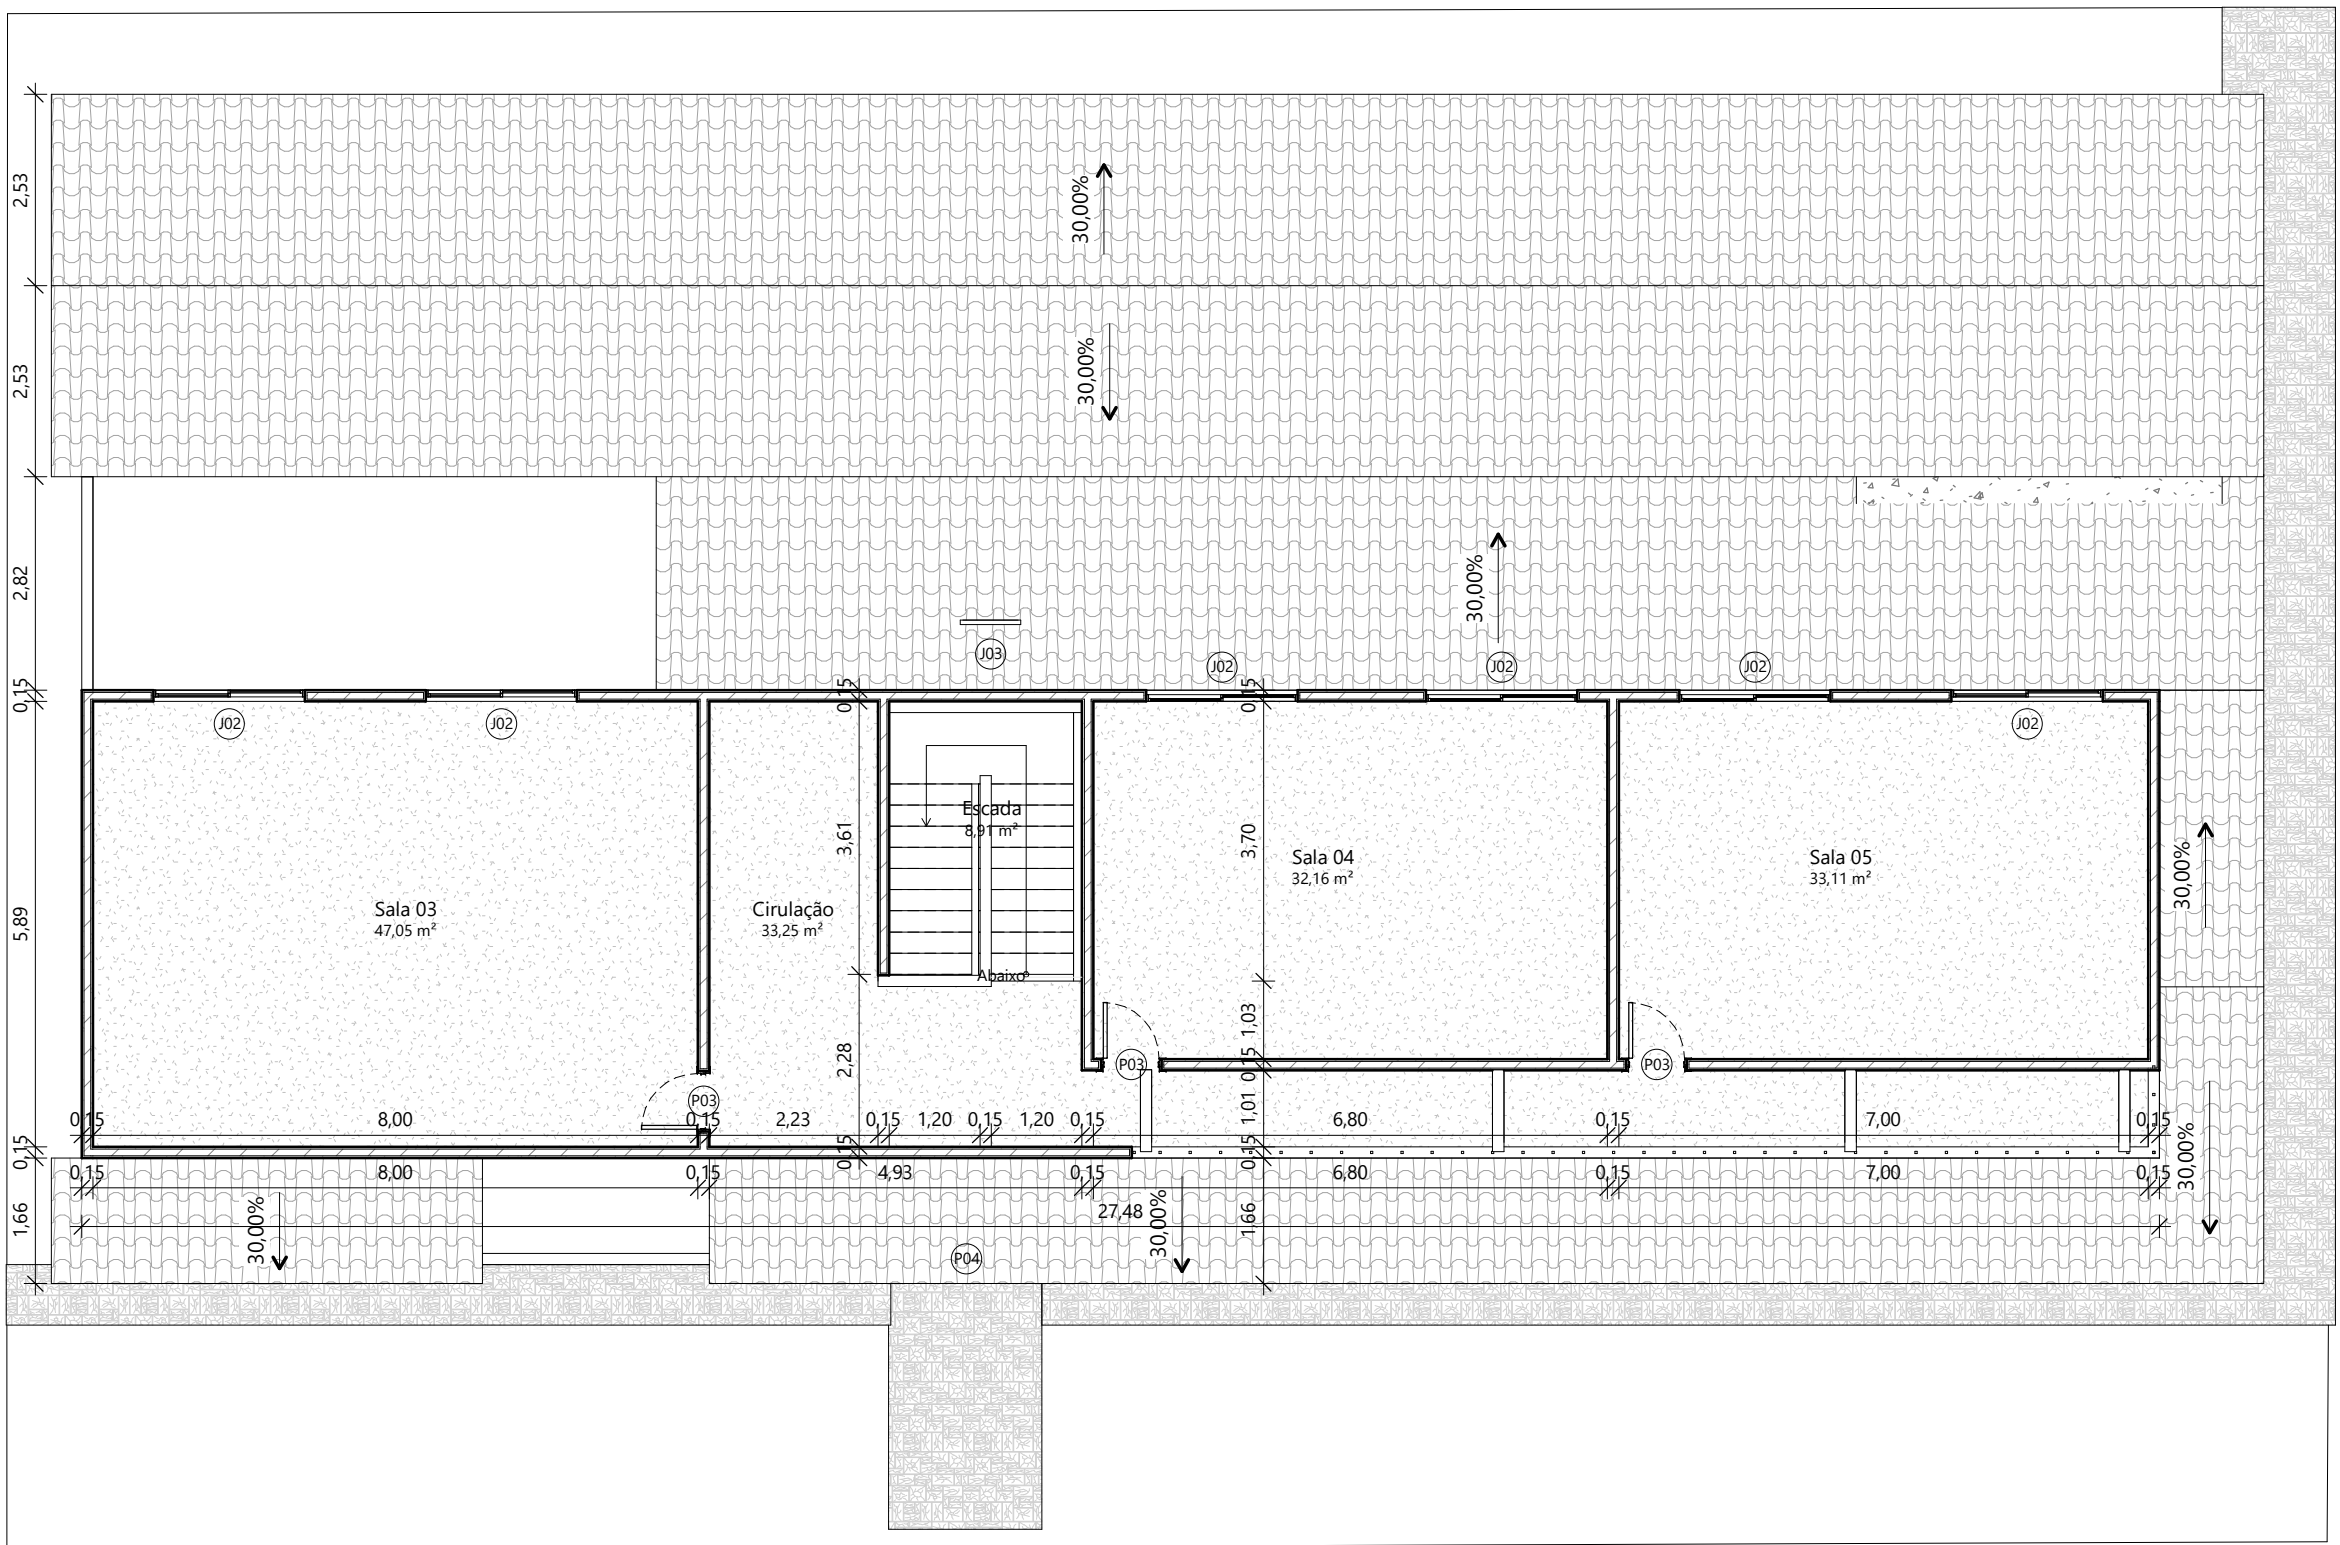 2,53
30,00%
2,53
30,00%
2,82
30,00%
J03
J02
J02
J02
0,15
0,15
0,15
J02
J02
J02
Escada
8,91 m²
3,61
3,70
Sala 04
32,16 m²
Sala 05
33,11 m²
30,00%
5,89
Sala 03
47,05 m²
Cirulação
33,25 m²
Abaixo
1,03
2,28
P03
P03
0,15
P03
1,01
0,15
8,00
0,15
2,23
0,15
1,20
0,15
1,20
0,15
6,80
0,15
7,00
0,15
0,15
0,15
0,15
30,00%
0,15
8,00
0,15
4,93
0,15
6,80
0,15
7,00
0,15
1,66
30,00%
27,48
30,00%
1,66
P04